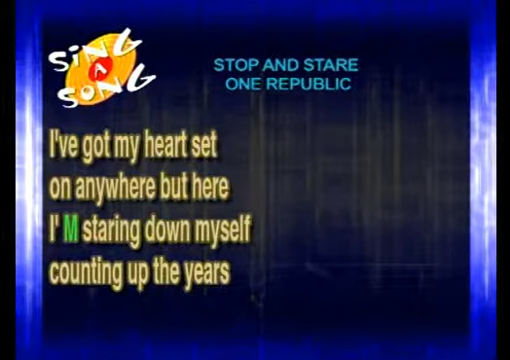 SiNG
A
SONG
STOP AND STARE
ONE REPUBLIC
I've got my heart set
on anywhere but here
I' M staring down myself
counting up the years